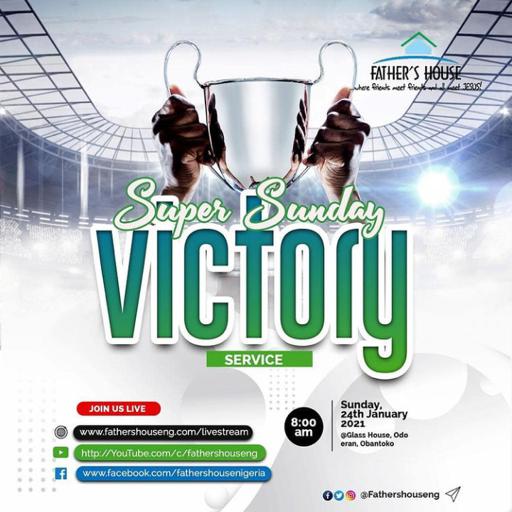 FATHER'S HOUSE
where friends meet friends and all meet JESUS!
Super Sunday
VICTORY
SERVICE
JOIN US LIVE
www.fathershouseng.com/livestream
http://YouTube.com/c/fathershouseng
www.facebook.com/fathershousenigeria
8:00
am
Sunday,
24th January
2021
@Glass House, Odo
eran, Obantoko
@Fathershouseng